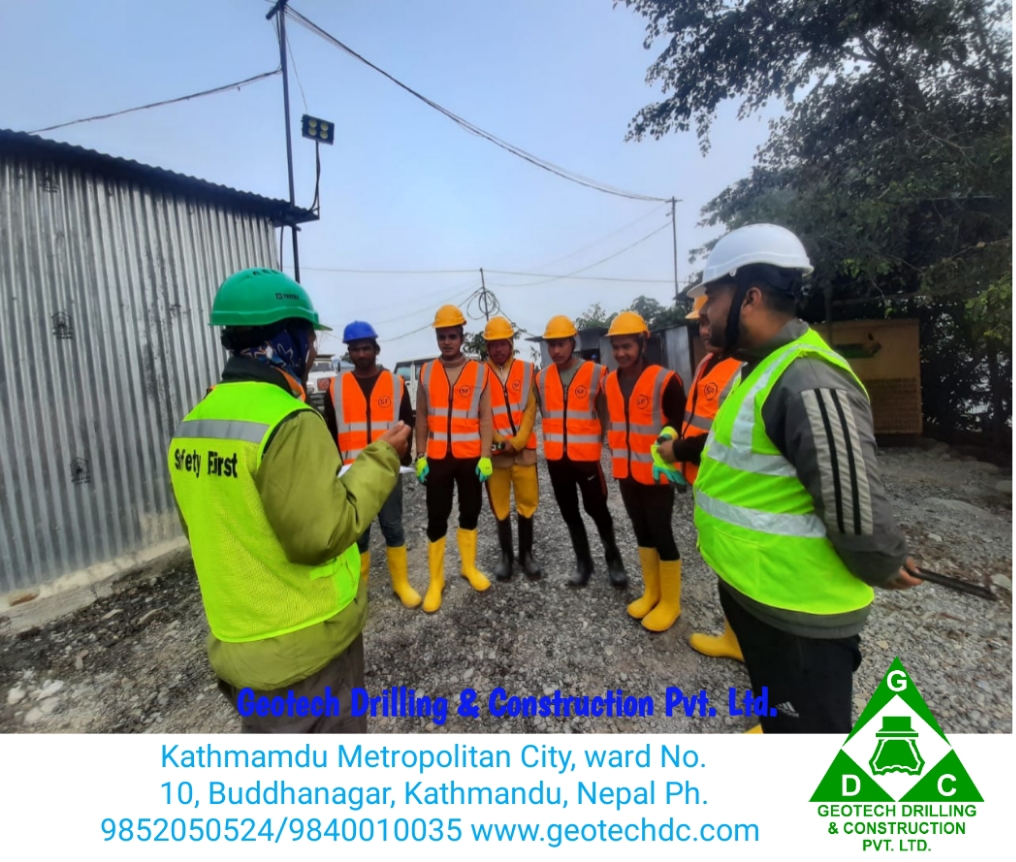 Safety First
Geotech Drilling & Construction Pvt. Ltd.
Kathmamdu Metropolitan City, ward No.
10, Buddhanagar, Kathmandu, Nepal Ph.
9852050524/9840010035 www.geotechdc.com
G
D C
GEOTECH DRILLING
& CONSTRUCTION
PVT. LTD.